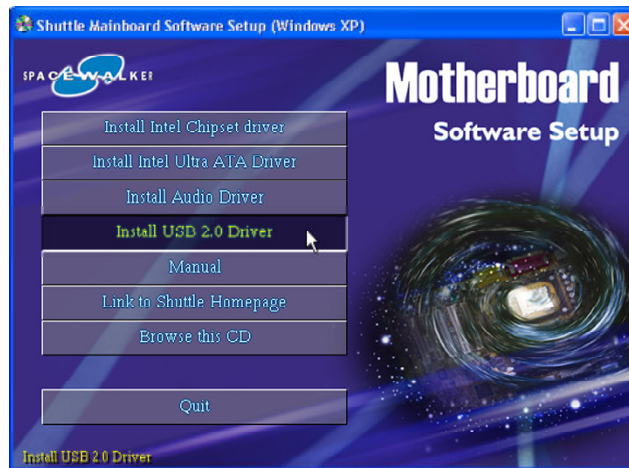 Shuttle Mainboard Software Setup (Windows XP)
SPACEWALKER
Motherboard
Software Setup
Install Intel Chipset driver
Install Intel Ultra ATA Driver
Install Audio Driver
Install USB 2.0 Driver
Manual
Link to Shuttle Homepage
Browse this CD
Quit
Install USB 2.0 Driver